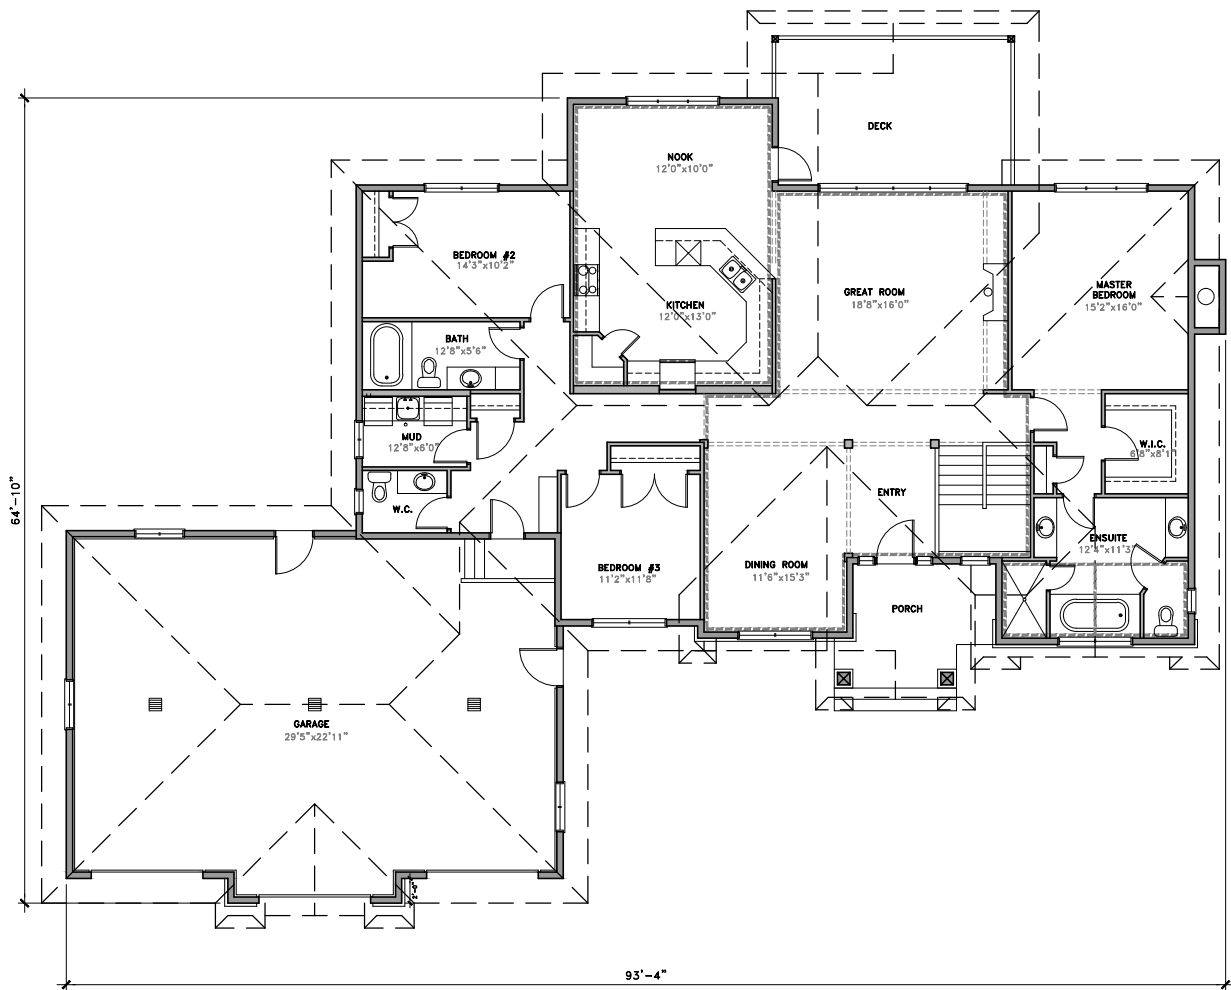 DECK
NOOK
12'0"x10'0"
BEDROOM #2
14'3"x10'2"
GREAT ROOM
18'8"x16'0"
MASTER
BEDROOM
15'2"x16'0"
KITCHEN
12'0"x13'0"
BATH
12'8"x5'6"
MUD
12'8"x6'0"
W.I.C.
6'8"x8'1"
W.C.
ENTRY
ENSUITE
12'4"x11'3"
BEDROOM #3
11'2"x11'8"
DINING ROOM
11'6"x15'3"
PORCH
GARAGE
29'5"x22'11"
2'-0"
64'-10"
93'-4"